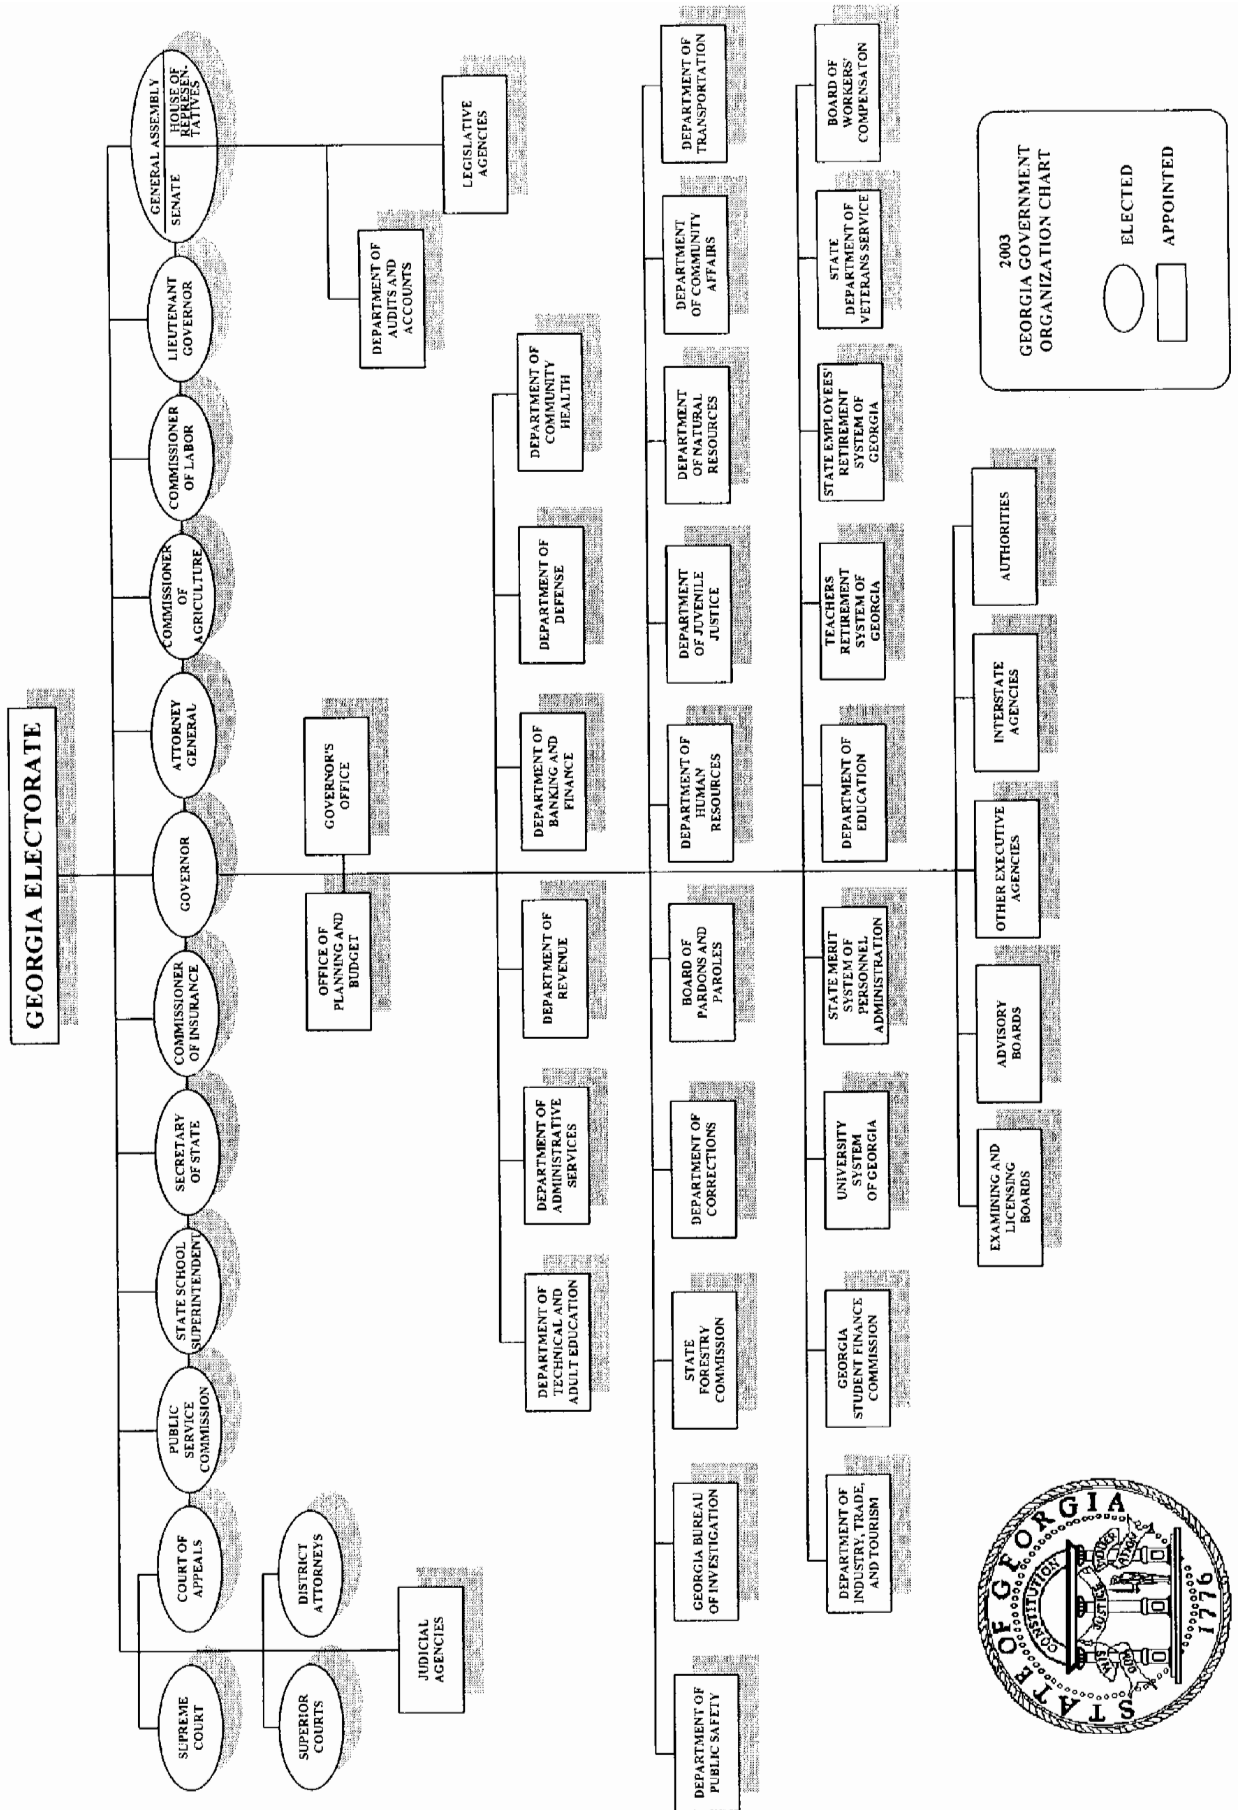 GEORGIA ELECTORATE
SUPREME
COURT
COURT OF
APPEALS
PUBLIC
SERVICE
COMMISSION
STATE SCHOOL
SUPERINTENDENT
SECRETARY
OF STATE
COMMISSIONER
OF INSURANCE
GOVERNOR
ATTORNEY
GENERAL
COMMISSIONER
OF
AGRICULTURE
COMMISSIONER
OF LABOR
LIEUTENANT
GOVERNOR
GENERAL ASSEMBLY
SENATE
HOUSE OF
REPRESEN-
TATIVES
SUPERIOR
COURTS
DISTRICT
ATTORNEYS
JUDICIAL
AGENCIES
OFFICE OF
PLANNING AND
BUDGET
GOVERNOR'S
OFFICE
DEPARTMENT OF
AUDITS AND
ACCOUNTS
LEGISLATIVE
AGENCIES
DEPARTMENT OF
TECHNICAL AND
ADULT EDUCATION
DEPARTMENT OF
ADMINISTRATIVE
SERVICES
DEPARTMENT OF
REVENUE
DEPARTMENT OF
BANKING AND
FINANCE
DEPARTMENT OF
DEFENSE
DEPARTMENT OF
COMMUNITY
HEALTH
DEPARTMENT OF
PUBLIC SAFETY
GEORGIA BUREAU
OF INVESTIGATION
STATE
FORESTRY
COMMISSION
DEPARTMENT OF
CORRECTIONS
BOARD OF
PARDONS AND
PAROLES
DEPARTMENT OF
HUMAN
RESOURCES
DEPARTMENT
OF JUVENILE
JUSTICE
DEPARTMENT
OF NATURAL
RESOURCES
DEPARTMENT
OF COMMUNITY
AFFAIRS
DEPARTMENT OF
TRANSPORTATION
DEPARTMENT OF
INDUSTRY, TRADE,
AND TOURISM
GEORGIA
STUDENT FINANCE
COMMISSION
UNIVERSITY
SYSTEM
OF GEORGIA
STATE MERIT
SYSTEM OF
PERSONNEL
ADMINISTRATION
DEPARTMENT OF
EDUCATION
TEACHERS
RETIREMENT
SYSTEM OF
GEORGIA
STATE EMPLOYEES'
RETIREMENT
SYSTEM OF
GEORGIA
STATE
DEPARTMENT OF
VETERANS SERVICE
BOARD OF
WORKERS'
COMPENSATON
EXAMINING AND
LICENSING
BOARDS
ADVISORY
BOARDS
OTHER EXECUTIVE
AGENCIES
INTERSTATE
AGENCIES
AUTHORITIES
STATE OF GEORGIA
CONSTITUTION
JUSTICE
1776
2003
GEORGIA GOVERNMENT
ORGANIZATION CHART
ELECTED
APPOINTED